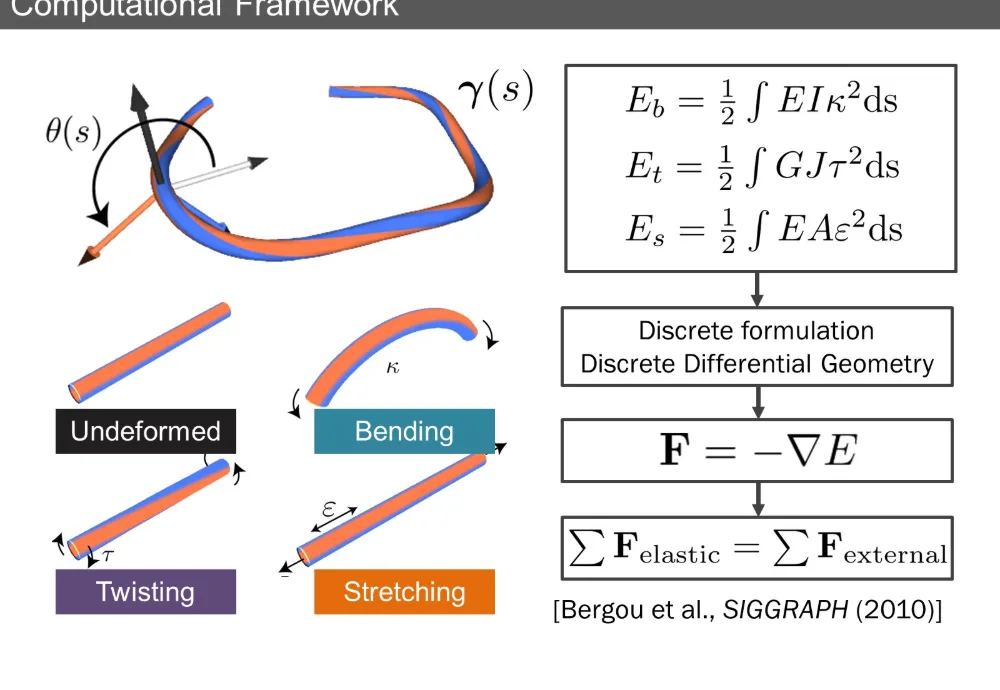 Computational Framework
γ(s)
θ(s)
E_b = 1/2 ∫ EIκ²ds
E_t = 1/2 ∫ GJτ²ds
E_s = 1/2 ∫ EAε²ds
Discrete formulation
Discrete Differential Geometry
F = −∇E
∑ F_elastic = ∑ F_external
[Bergou et al., SIGGRAPH (2010)]
κ
Undeformed
Bending
ε
τ
Twisting
Stretching